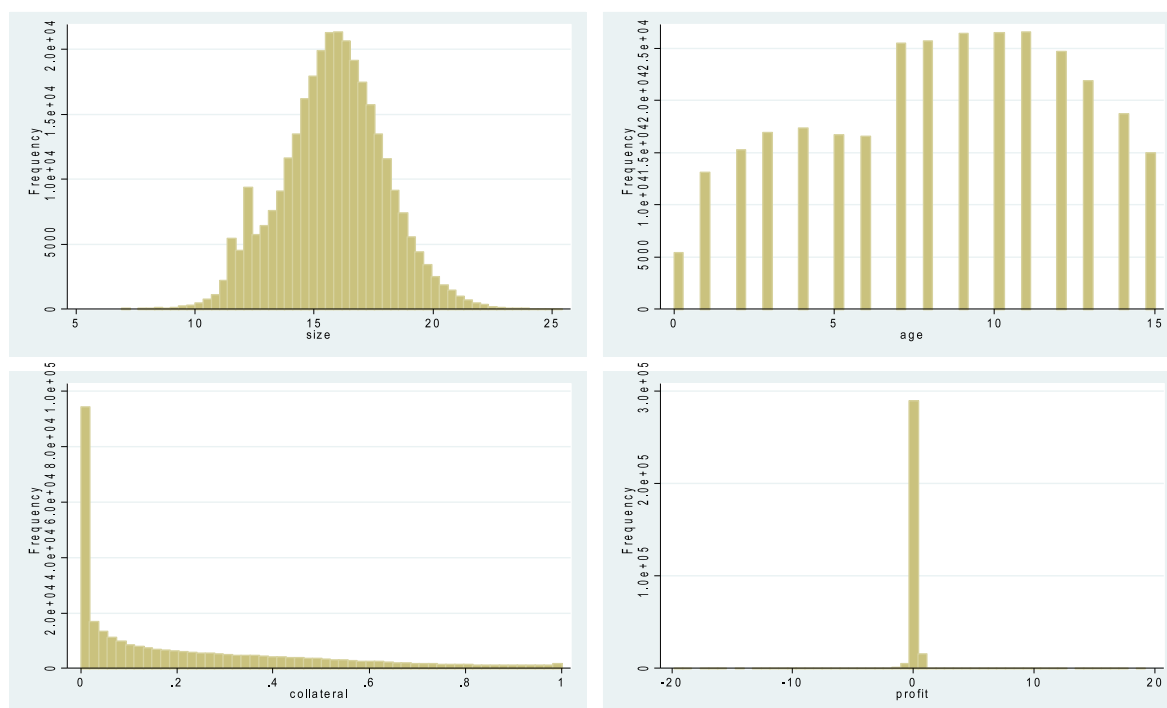 Frequency
0 5000 1.0e+04 1.5e+04 2.0e+04
5 10 15 20 25
size
Frequency
0 5000 1.0e+04 1.5e+04 2.0e+04 2.5e+04
0 5 10 15
age
Frequency
0 2.0e+04 4.0e+04 6.0e+04 8.0e+04 1.0e+05
0 .2 .4 .6 .8 1
collateral
Frequency
0 1.0e+05 2.0e+05 3.0e+05
-20 -10 0 10 20
profit